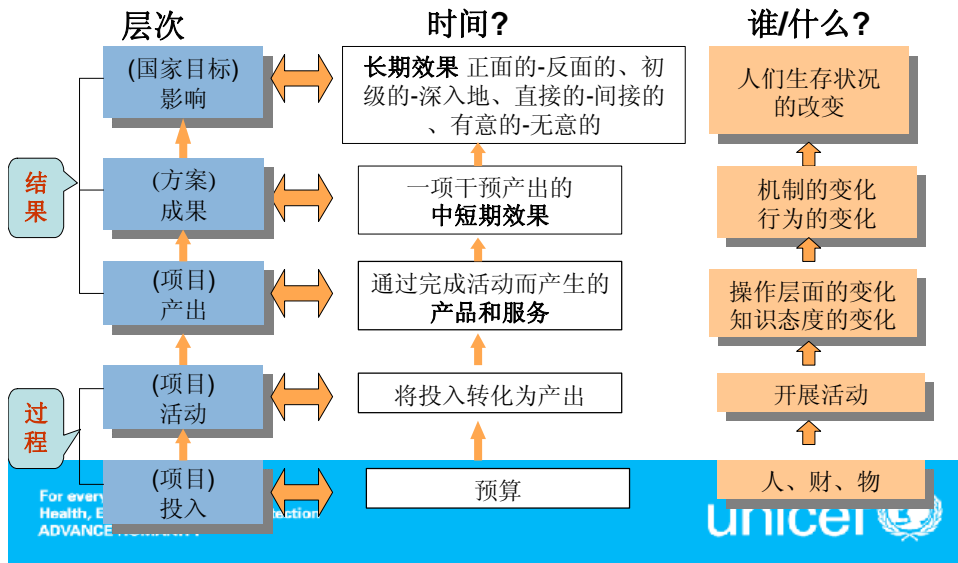 层次
时间?
谁/什么?
(国家目标)
影响
长期效果 正面的-反面的、初
级的-深入地、直接的-间接的
、有意的-无意的
人们生存状况
的改变
结
果
(方案)
成果
一项干预产出的
中短期效果
机制的变化
行为的变化
(项目)
产出
通过完成活动而产生的
产品和服务
操作层面的变化
知识态度的变化
过
程
(项目)
活动
将投入转化为产出
开展活动
(项目)
投入
预算
人、财、物
For every
Health, E
ADVANCE
unicef